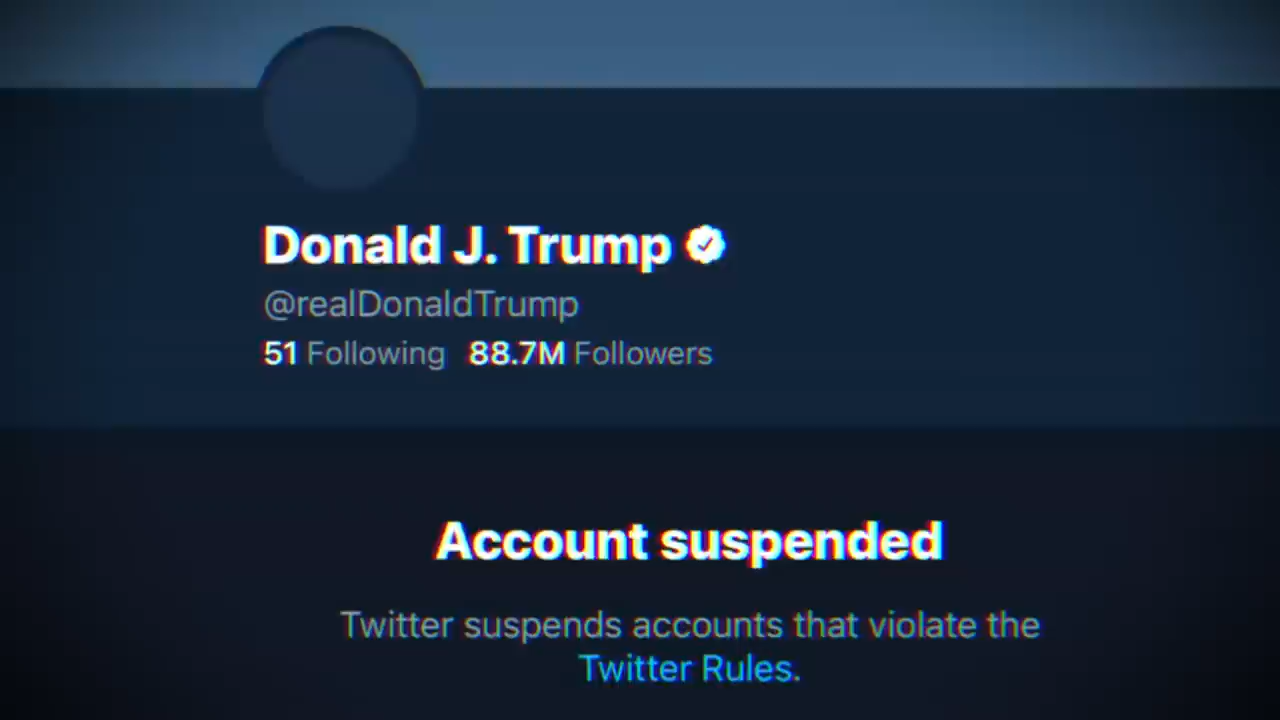 Donald J. Trump
@realDonaldTrump
51 Following 88.7M Followers
Account suspended
Twitter suspends accounts that violate the
Twitter Rules.